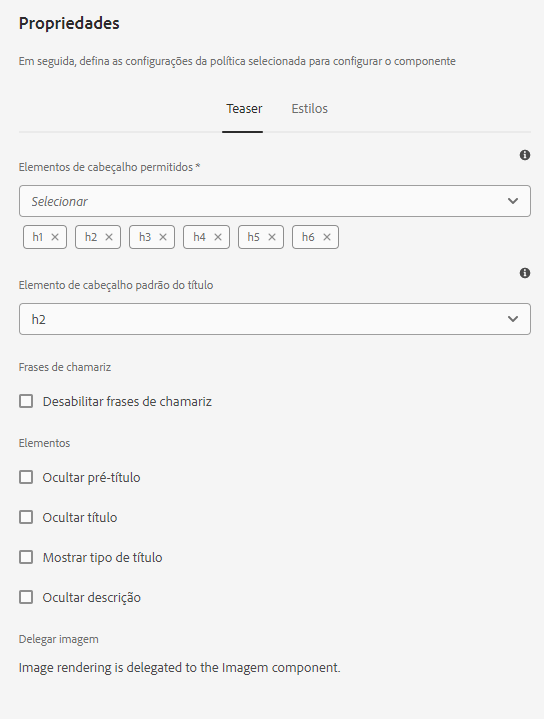 Propriedades
Em seguida, defina as configurações da política selecionada para configurar o componente
Teaser Estilos
Elementos de cabeçalho permitidos *
Selecionar
h1 h2 h3 h4 h5 h6
Elemento de cabeçalho padrão do título
h2
Frases de chamariz
Desabilitar frases de chamariz
Elementos
Ocultar pré-título
Ocultar título
Mostrar tipo de título
Ocultar descrição
Delegar imagem
Image rendering is delegated to the Imagem component.